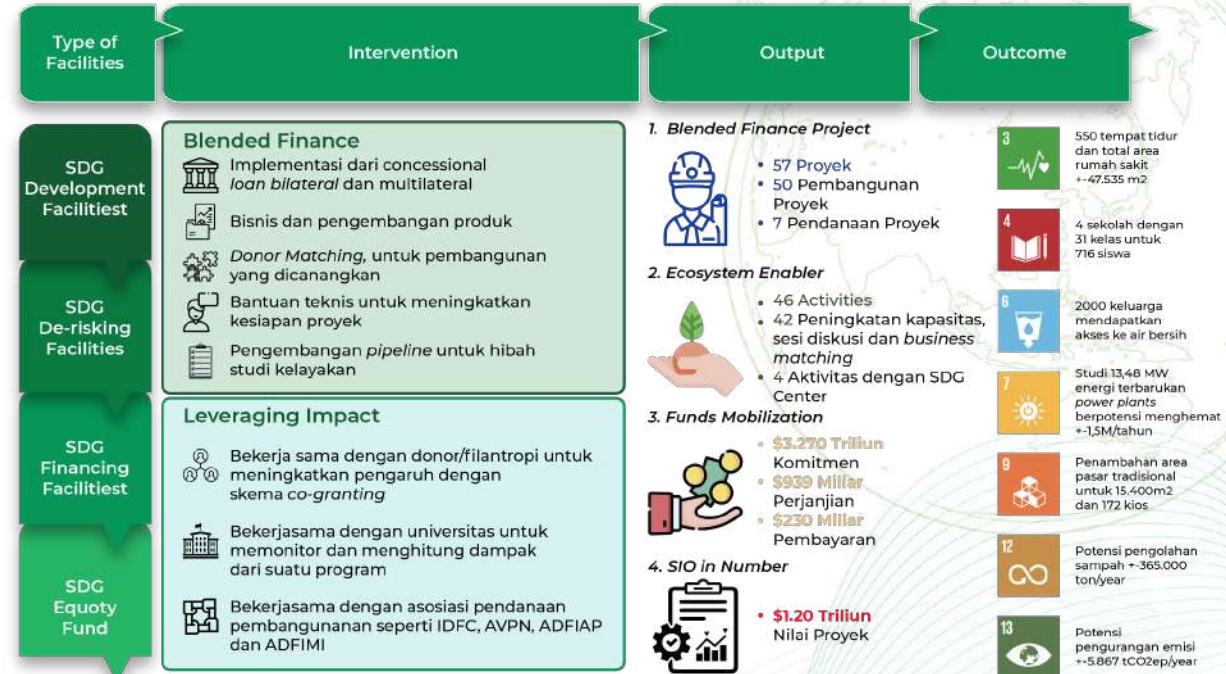 Type of
Facilities
Intervention
Output
Outcome
SDG
Development
Facilitiest
SDG
De-risking
Facilities
SDG
Financing
Facilitiest
SDG
Equoty
Fund
Blended Finance
Implementasi dari concessional
loan bilateral dan multilateral
Bisnis dan pengembangan produk
Donor Matching, untuk pembangunan
yang dicanangkan
Bantuan teknis untuk meningkatkan
kesiapan proyek
Pengembangan pipeline untuk hibah
studi kelayakan
Leveraging Impact
Bekerja sama dengan donor/filantropi untuk
meningkatkan pengaruh dengan
skema co-granting
Bekerjasama dengan universitas untuk
memonitor dan menghitung dampak
dari suatu program
Bekerjasama dengan asosiasi pendanaan
pembangunanan seperti IDFC, AVPN, ADFIAP
dan ADFIMI
1. Blended Finance Project
• 57 Proyek
• 50 Pembangunan
Proyek
• 7 Pendanaan Proyek
2. Ecosystem Enabler
• 46 Activities
• 42 Peningkatan kapasitas,
sesi diskusi dan business
matching
• 4 Aktivitas dengan SDG
Center
3. Funds Mobilization
• $3.270 Triliun
Komitmen
• $939 Miliar
Perjanjian
• $230 Miliar
Pembayaran
4. SIO in Number
• $1.20 Triliun
Nilai Proyek
3
550 tempat tidur
dan total area
rumah sakit
+-47.535 m2
4
4 sekolah dengan
31 kelas untuk
716 siswa
6
2000 keluarga
mendapatkan
akses ke air bersih
7
Studi 13,48 MW
energi terbarukan
power plants
berpotensi menghemat
+-1,5M/tahun
9
Penambahan area
pasar tradisional
untuk 15.400m2
dan 172 kios
12
Potensi pengolahan
sampah +-365.000
ton/year
13
Potensi
pengurangan emisi
+-5.867 tCO2ep/year